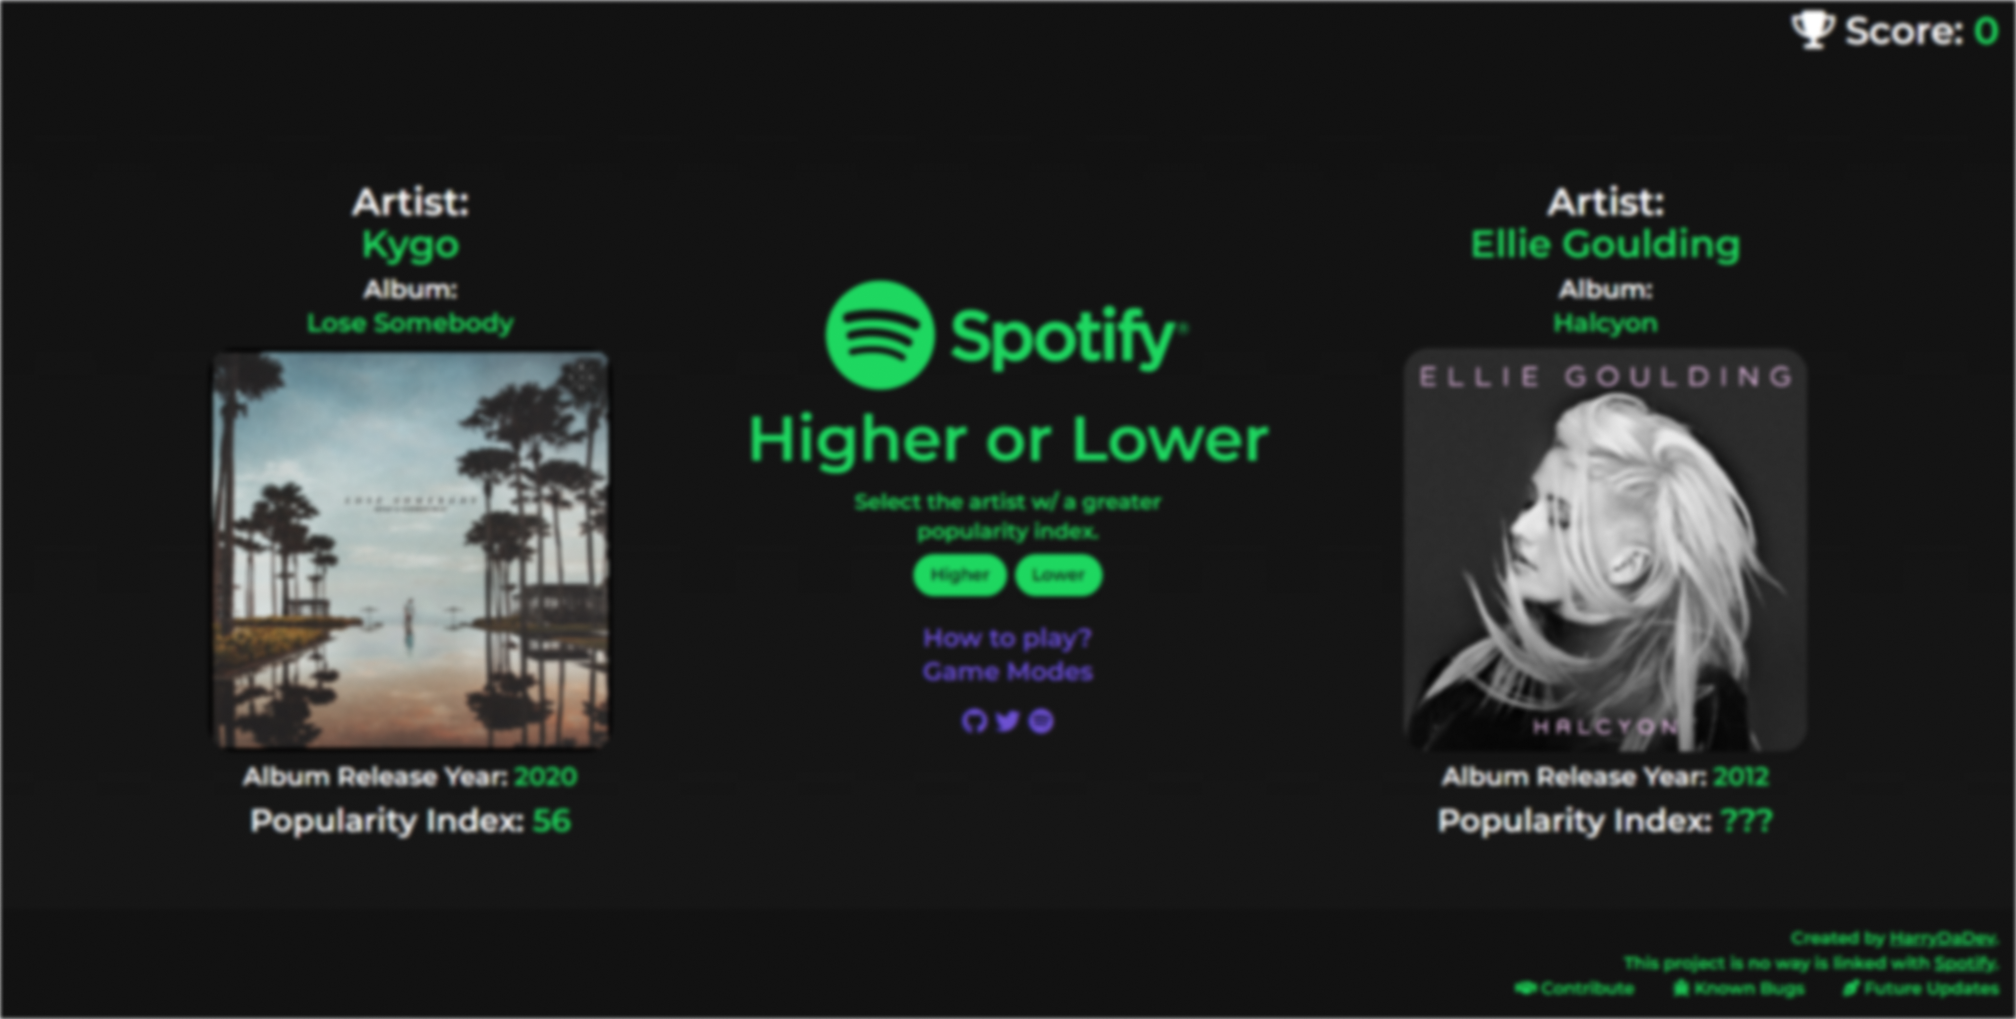 Score: 0
Artist:
Kygo
Album:
Lose Somebody
Album Release Year: 2020
Popularity Index: 56
Spotify®
Higher or Lower
Select the artist w/ a greater
popularity index.
Higher
Lower
How to play?
Game Modes
Artist:
Ellie Goulding
Album:
Halcyon
ELLIE GOULDING
HALCYON
Album Release Year: 2012
Popularity Index: ???
Created by HarryDaDev.
This project is no way is linked with Spotify.
Contribute Known Bugs Future Updates